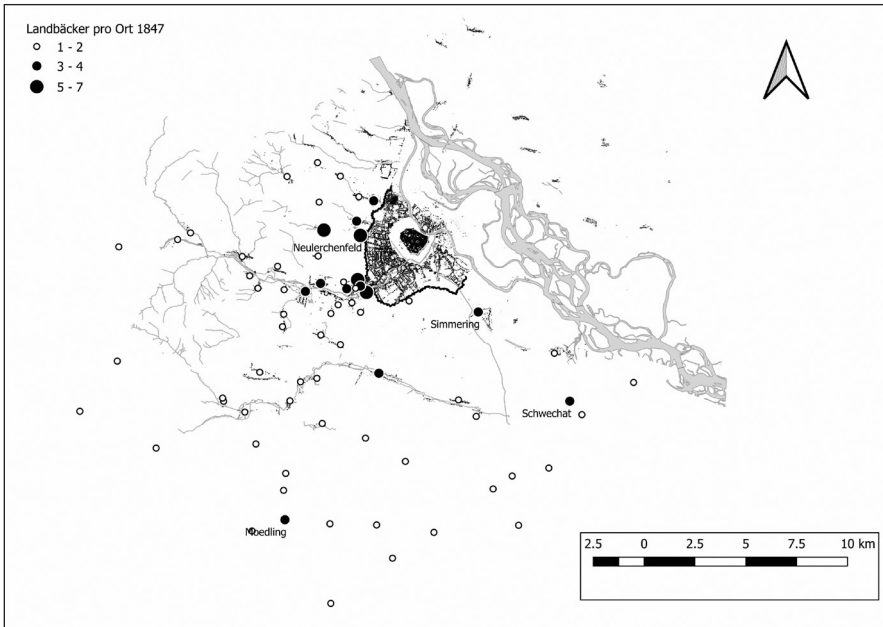 Landbäcker pro Ort 1847
1 - 2
3 - 4
5 - 7
Neulerchenfeld
Simmering
Schwechat
Moedling
2.5 0 2.5 5 7.5 10 km